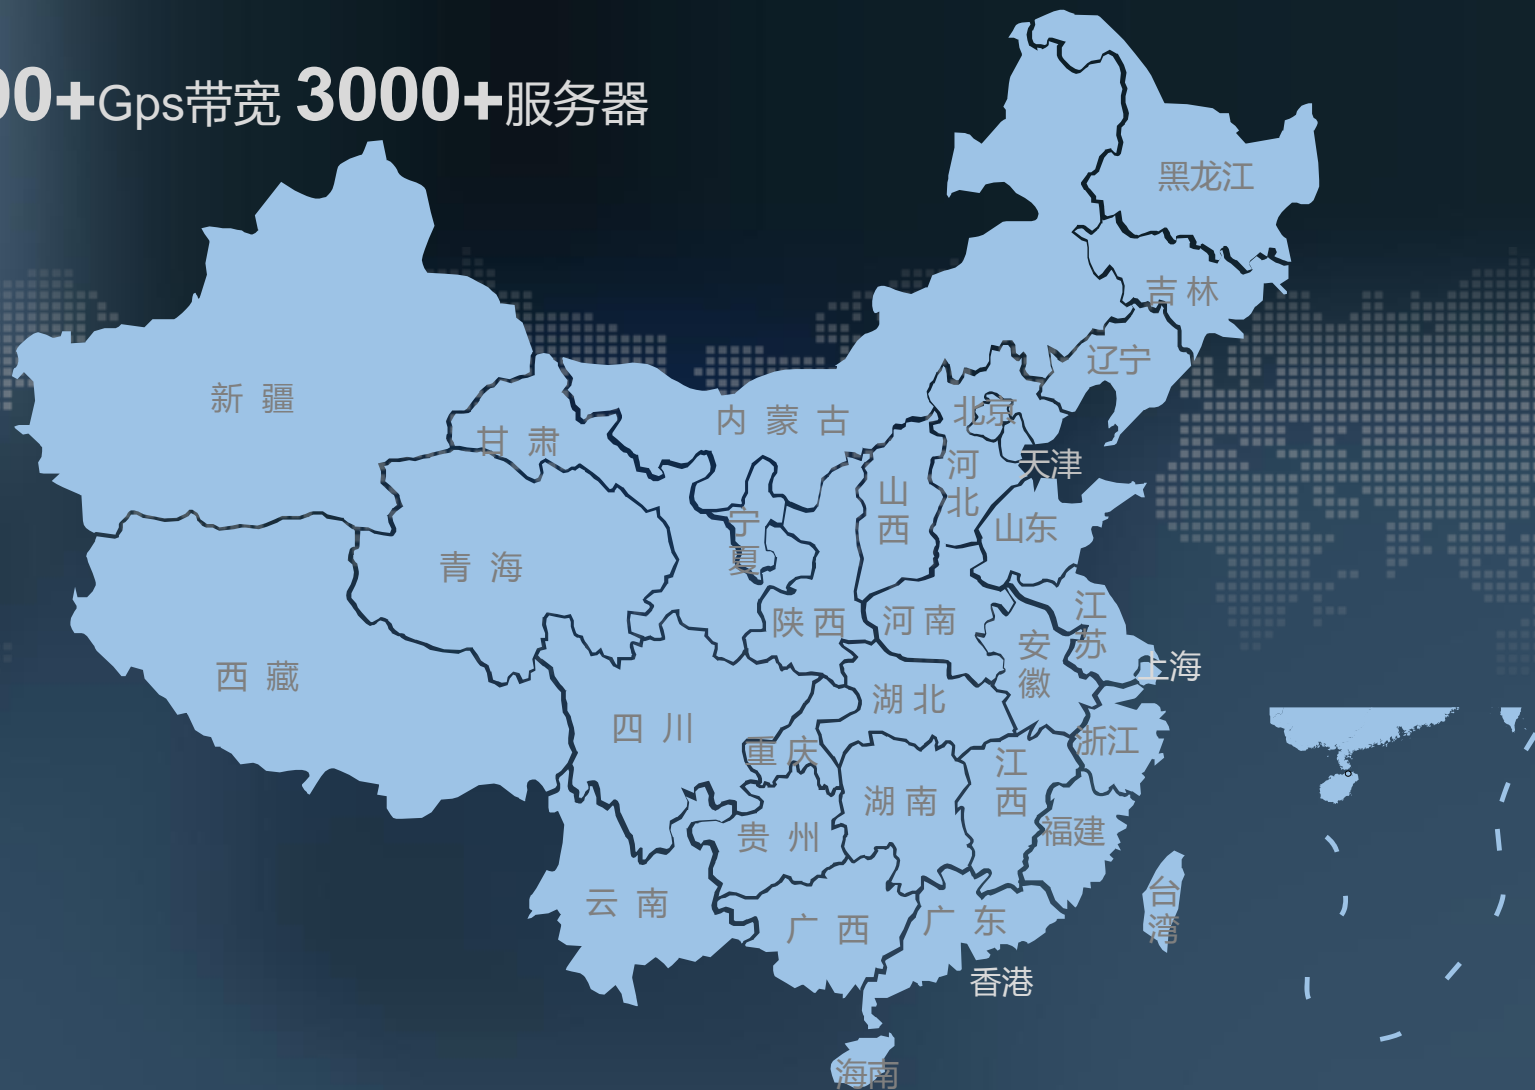 00+Gps带宽 3000+服务器
黑龙江
吉 林
辽宁
新 疆
内 蒙 古
北京
甘 肃
天津
河
北
山
西
山东
宁
夏
青 海
江
苏
陕 西
河 南
安
徽
上海
西 藏
湖 北
四 川
重 庆
浙江
江
西
湖 南
福建
贵 州
台
湾
云 南
广 西
广 东
香港
海南